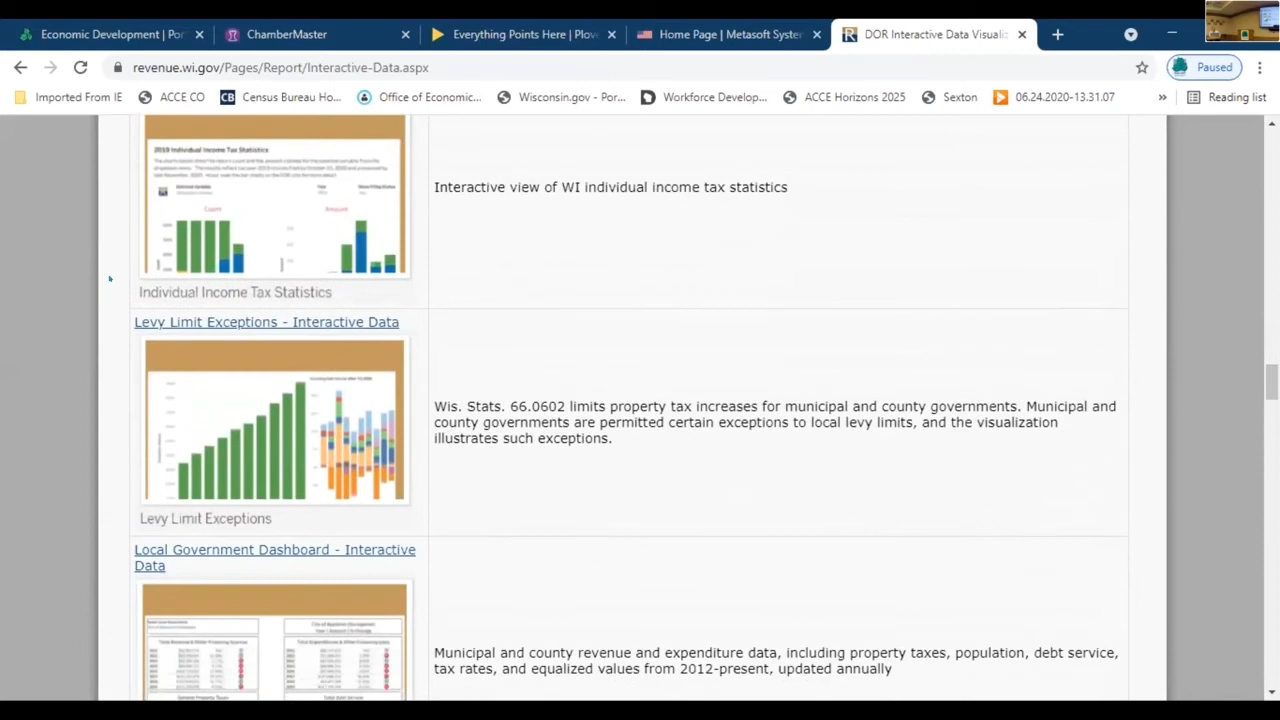 Economic Development | Por
ChamberMaster
Everything Points Here | Plove
Home Page | Metasoft Syster
DOR Interactive Data Visualiz
revenue.wi.gov/Pages/Report/Interactive-Data.aspx
Paused
Imported From IE
ACCE CO
Census Bureau Ho...
Office of Economic...
Wisconsin.gov - Por...
Workforce Develop...
ACCE Horizons 2025
Sexton
06.24.2020-13.31.07
»
Reading list
2019 Individual Income Tax Statistics
Count
Amount
Interactive view of WI individual income tax statistics
Individual Income Tax Statistics
Levy Limit Exceptions - Interactive Data
Wis. Stats. 66.0602 limits property tax increases for municipal and county governments. Municipal and
county governments are permitted certain exceptions to local levy limits, and the visualization
illustrates such exceptions.
Levy Limit Exceptions
Local Government Dashboard - Interactive
Data
Municipal and county revenue and expenditure data, including property taxes, population, debt service,
tax rates, and equalized values from 2012-present, updated annually